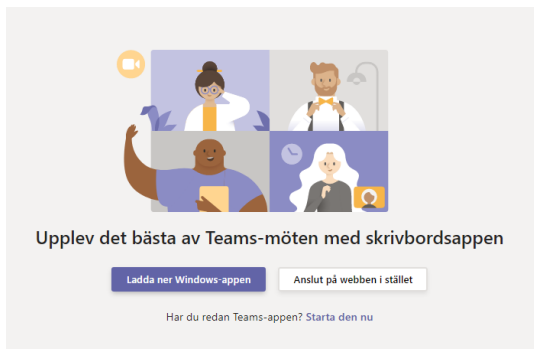 Upplev det bästa av Teams-möten med skrivbordsappen
Ladda ner Windows-appen
Anslut på webben i stället
Har du redan Teams-appen? Starta den nu